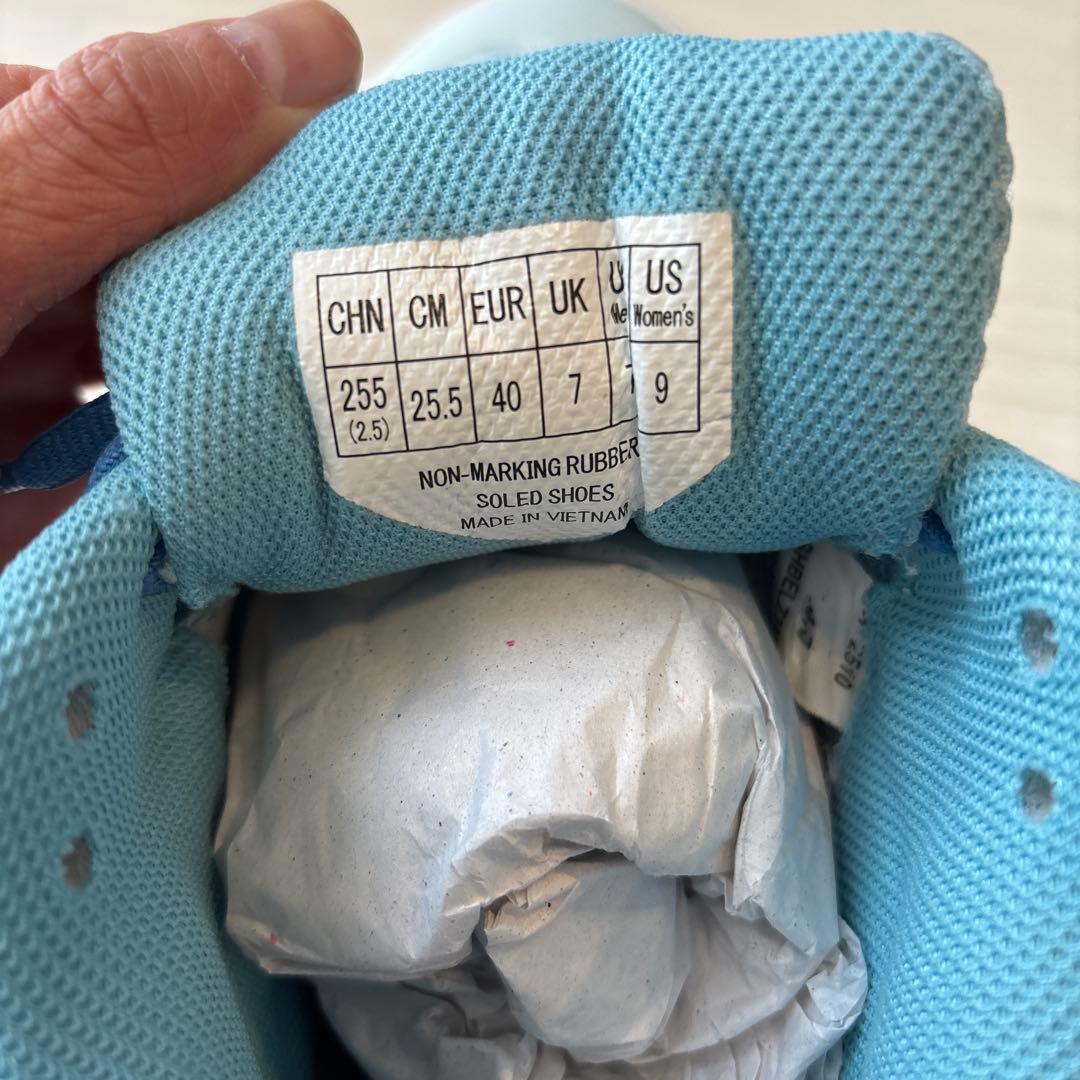 CHN CM EUR UK US
Women's
255 25.5 40 7 9
(2.5)
NON-MARKING RUBBER
SOLED SHOES
MADE IN VIETNAM
2510